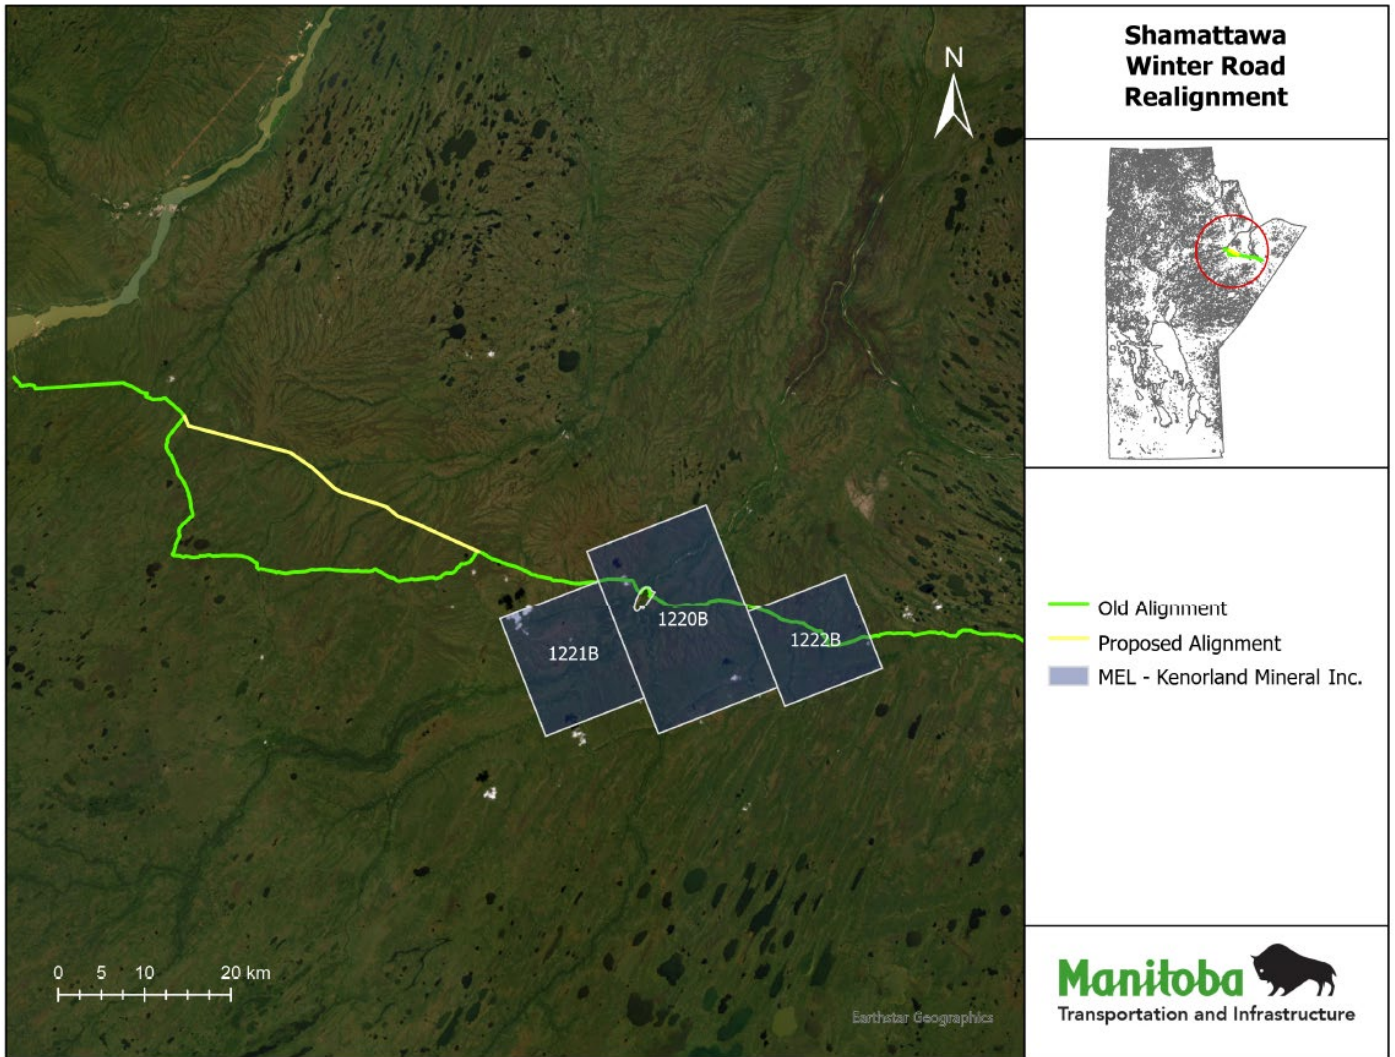 Shamattawa
Winter Road
Realignment
N
1221B
1220B
1222B
Old Alignment
Proposed Alignment
MEL - Kenorland Mineral Inc.
0 5 10 20 km
Earthstar Geographics
Manitoba
Transportation and Infrastructure